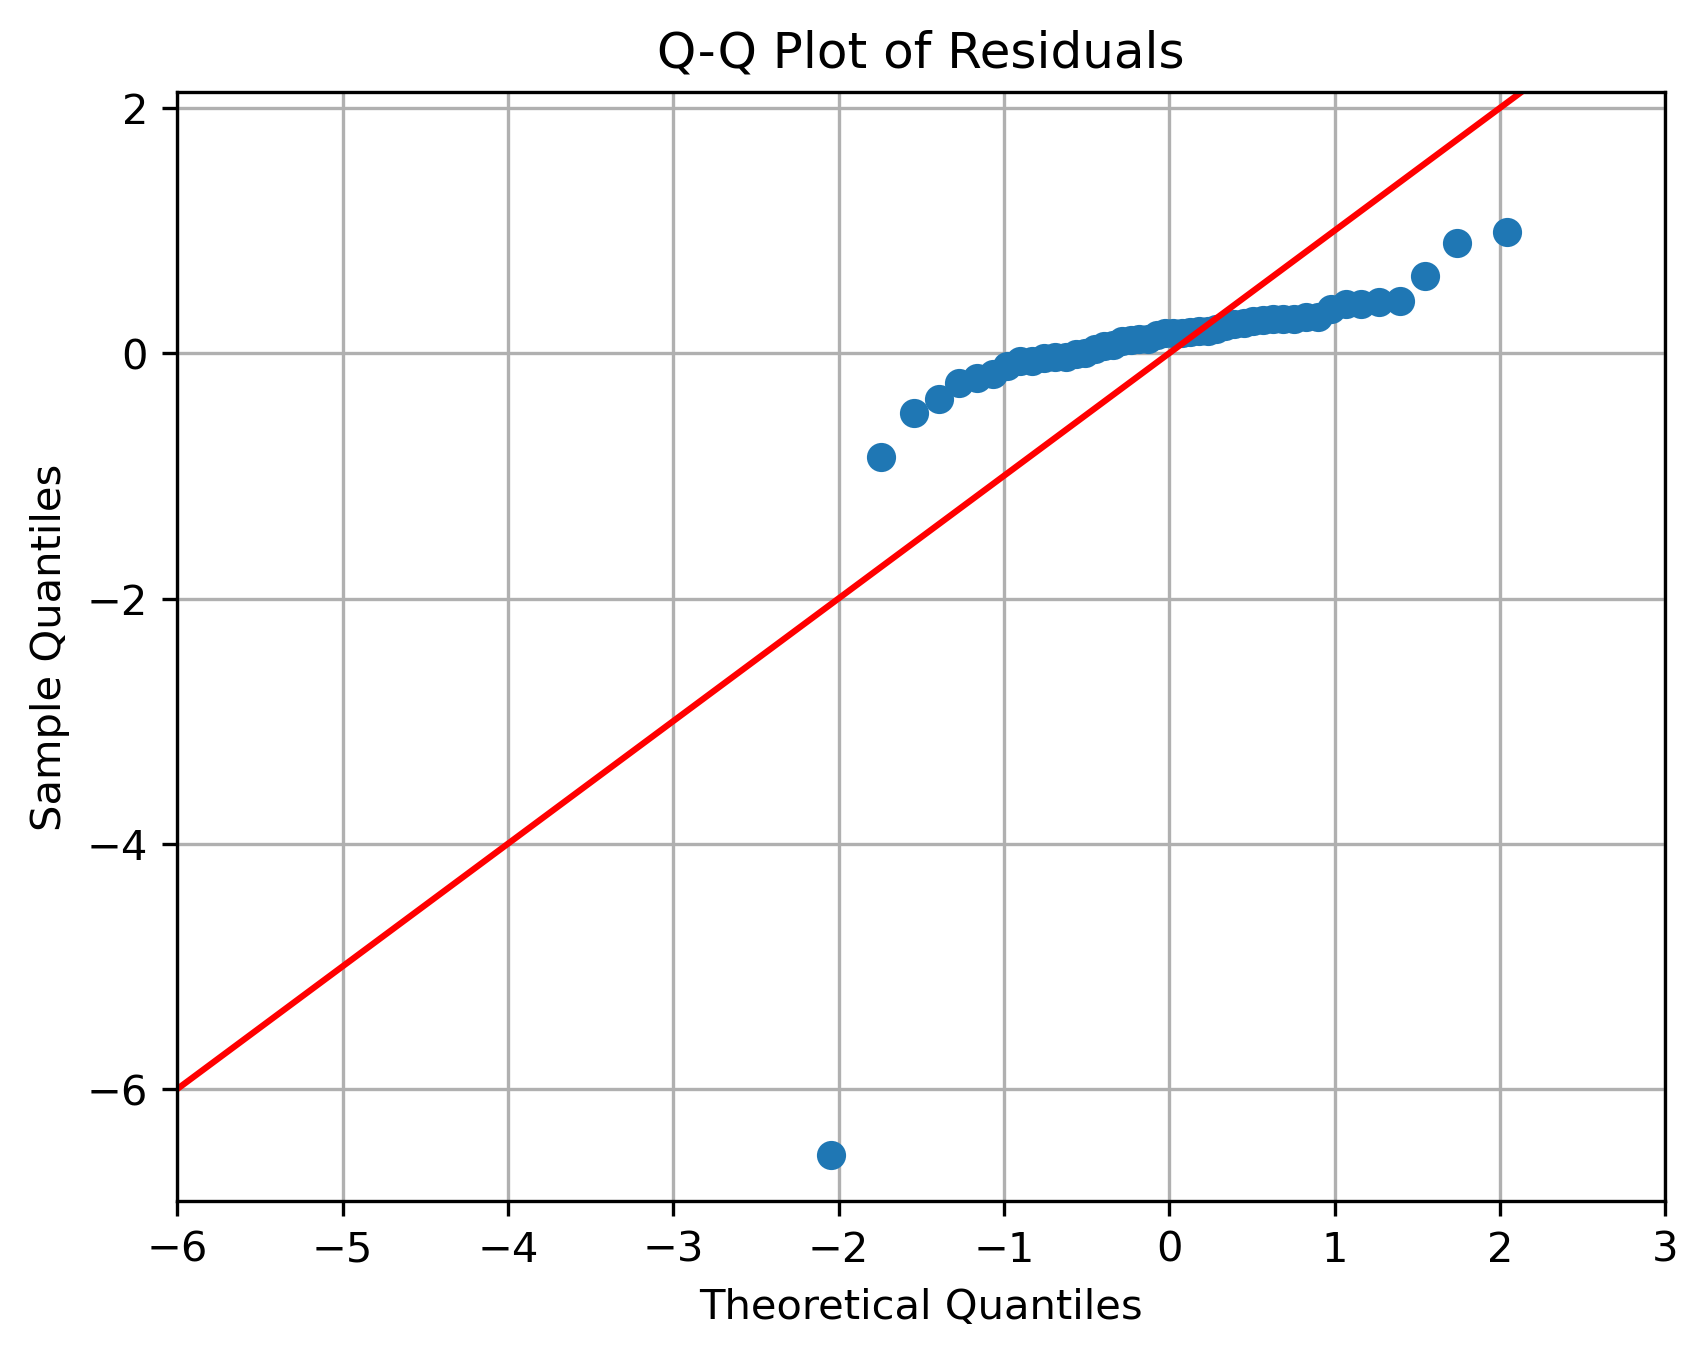 Q-Q Plot of Residuals
2
0
−2
−4
−6
Sample Quantiles
−6 −5 −4 −3 −2 −1 0 1 2 3
Theoretical Quantiles